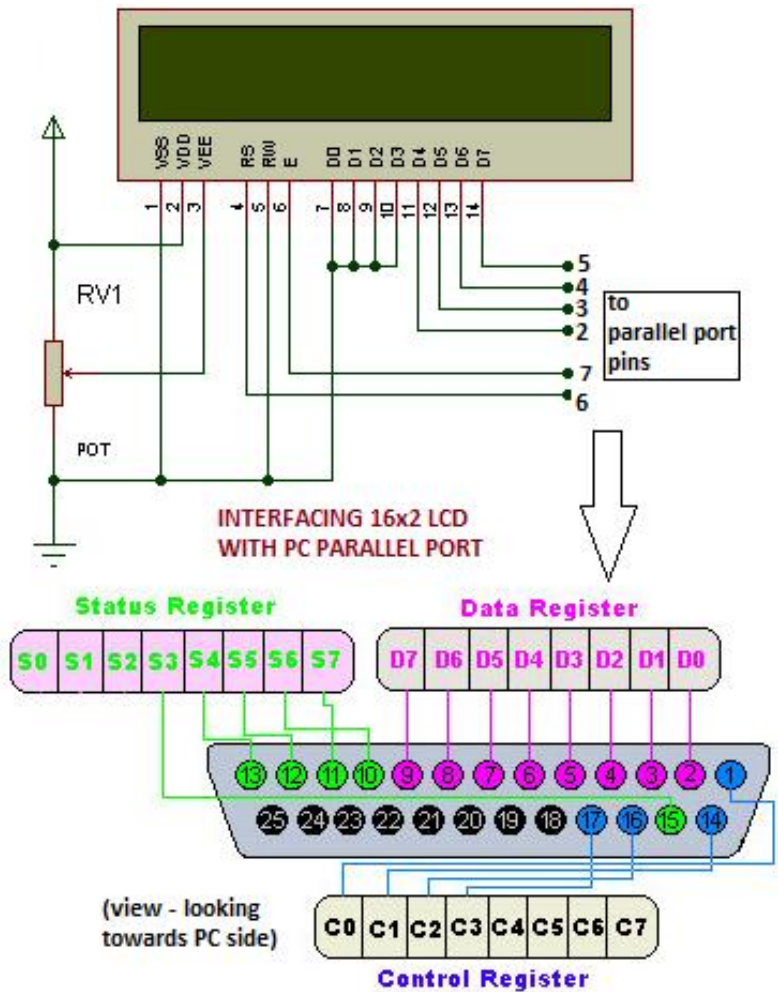 VSS VDD VEE RS RW E D0 D1 D2 D3 D4 D5 D6 D7
1 2 3 4 5 6 7 8 9 10 11 12 13 14
RV1
POT
5
4
3
2
7
6
to
parallel port
pins
INTERFACING 16x2 LCD
WITH PC PARALLEL PORT
Status Register
Data Register
S0 S1 S2 S3 S4 S5 S6 S7
D7 D6 D5 D4 D3 D2 D1 D0
13 12 11 10 9 8 7 6 5 4 3 2 1
25 24 23 22 21 20 19 18 17 16 15 14
(view - looking
towards PC side)
C0 C1 C2 C3 C4 C5 C6 C7
Control Register